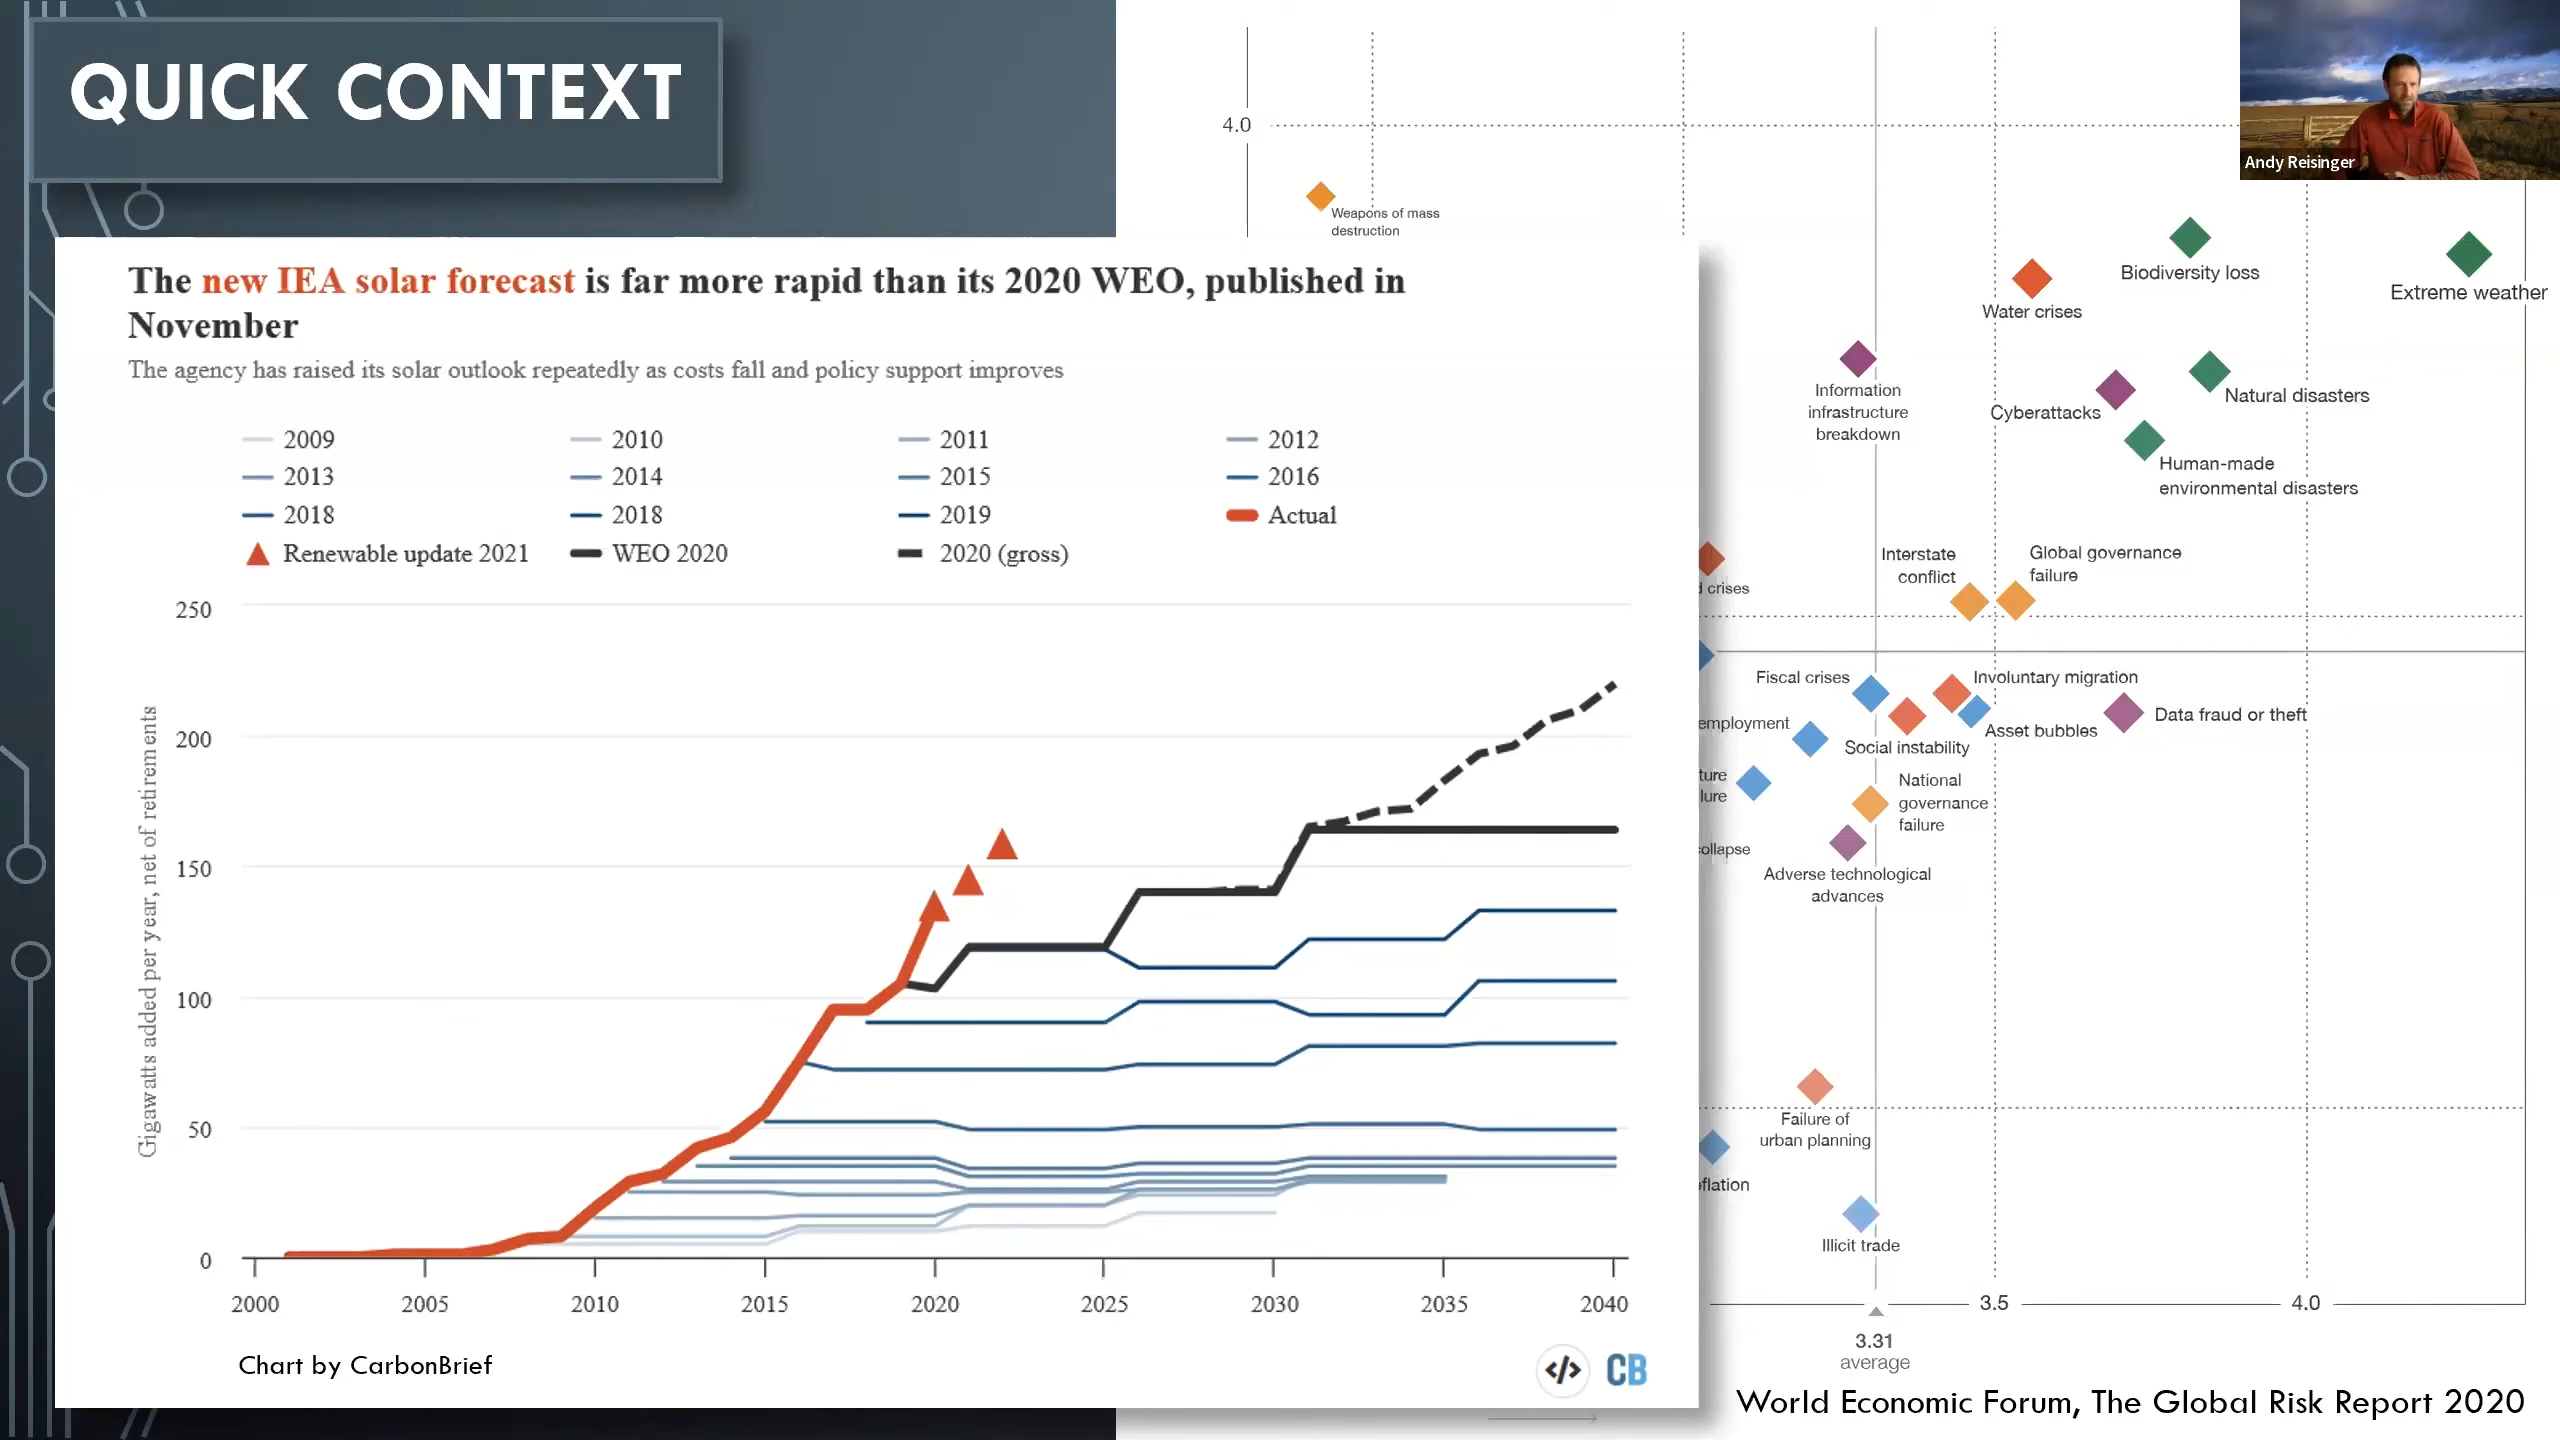 QUICK CONTEXT
The new IEA solar forecast is far more rapid than its 2020 WEO, published in
November
The agency has raised its solar outlook repeatedly as costs fall and policy support improves
2009
2010
2011
2012
2013
2014
2015
2016
2018
2018
2019
Actual
Renewable update 2021
WEO 2020
2020 (gross)
Gigawatts added per year, net of retirements
250
200
150
100
50
0
2000
2005
2010
2015
2020
2025
2030
2035
2040
Chart by CarbonBrief
</>
CB
4.0
Weapons of mass
destruction
Andy Reisinger
Biodiversity loss
Extreme weather
Water crises
Information
infrastructure
breakdown
Natural disasters
Cyberattacks
Human-made
environmental disasters
Interstate
conflict
Global governance
failure
crises
Fiscal crises
Involuntary migration
employment
Asset bubbles
Data fraud or theft
Social instability
ture
lure
National
governance
failure
ollapse
Adverse technological
advances
Failure of
urban planning
flation
Illicit trade
3.5
4.0
3.31
average
World Economic Forum, The Global Risk Report 2020